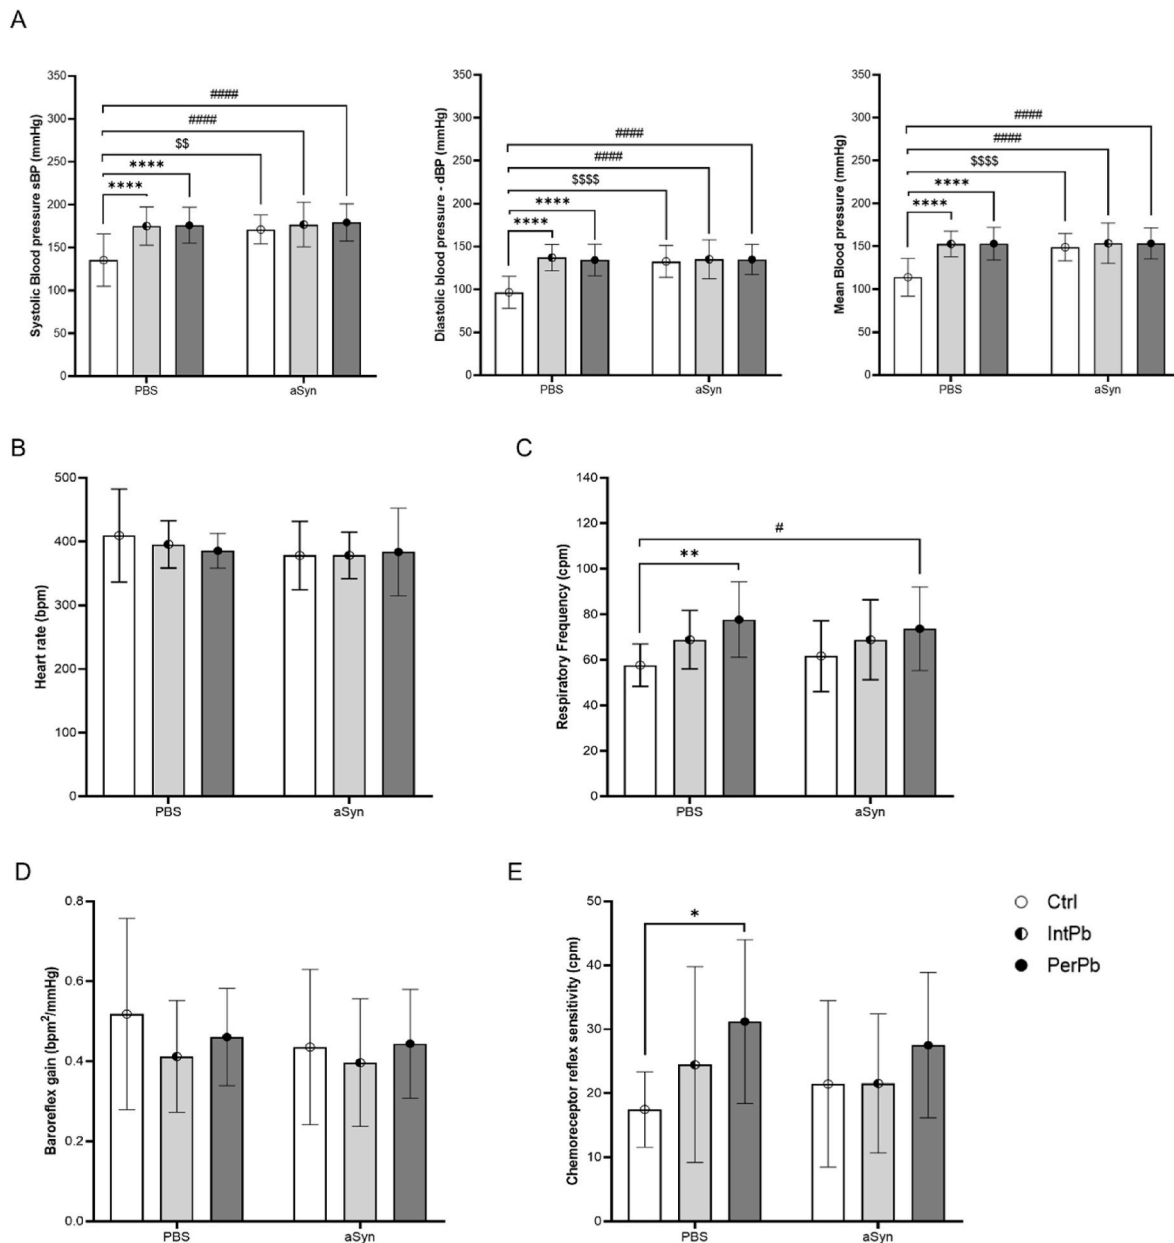 A
Systolic Blood pressure sBP (mmHg)
350
300
250
200
150
100
50
0
####
####
$$
****
****
PBS
aSyn
Diastolic blood pressure - dBP (mmHg)
350
300
250
200
150
100
50
0
####
####
$$$$
****
****
PBS
aSyn
Mean Blood pressure (mmHg)
350
300
250
200
150
100
50
0
####
####
$$$$
****
****
PBS
aSyn
B
Heart rate (bpm)
500
400
300
200
100
0
PBS
aSyn
C
Respiratory Frequency (cpm)
140
120
100
80
60
40
20
0
#
**
PBS
aSyn
D
Baroreflex gain (bpm²/mmHg)
0.8
0.6
0.4
0.2
0.0
PBS
aSyn
E
Chemoreceptor reflex sensitivity (cpm)
50
40
30
20
10
0
*
PBS
aSyn
Ctrl
IntPb
PerPb